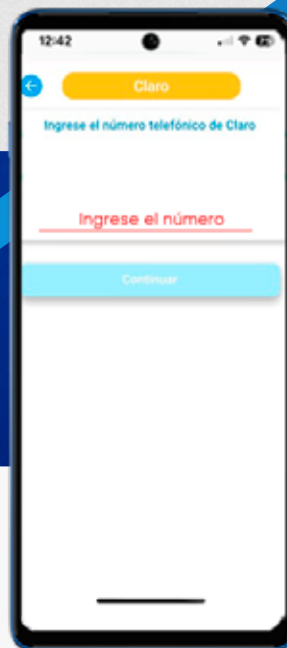 12:42
Claro
Ingrese el número telefónico de Claro
Ingrese el número
Continuar